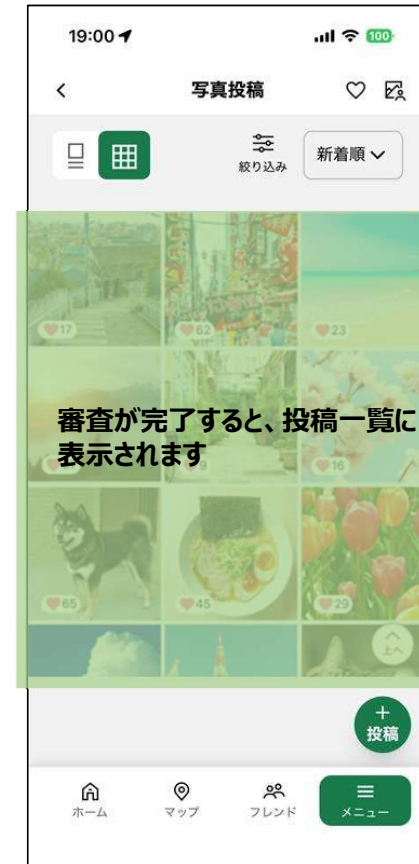 19:00
100
写真投稿
絞り込み
新着順
17
62
23
審査が完了すると、投稿一覧に
表示されます
16
65
45
29
上へ
+
投稿
ホーム
マップ
フレンド
メニュー